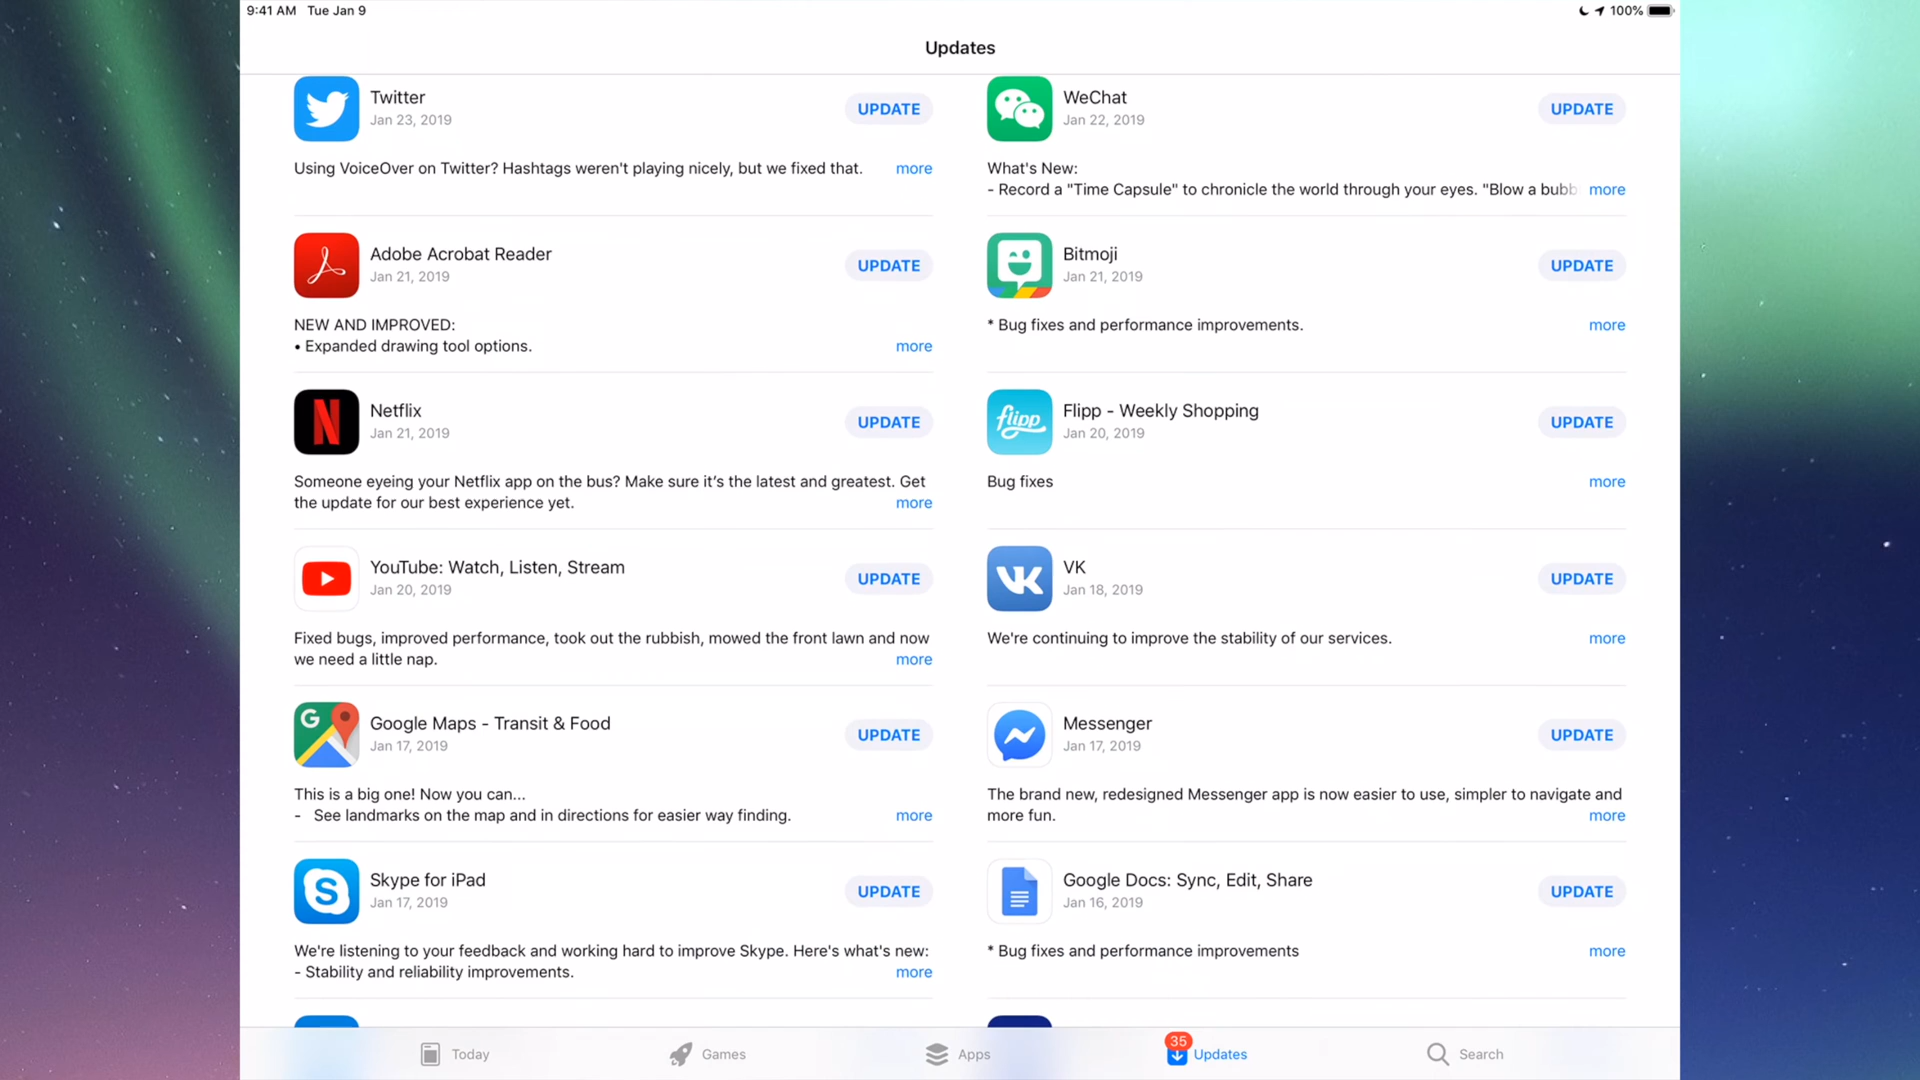 9:41 AM Tue Jan 9
100%
Updates
Twitter
Jan 23, 2019
UPDATE
Using VoiceOver on Twitter? Hashtags weren't playing nicely, but we fixed that. more
WeChat
Jan 22, 2019
UPDATE
What's New:
- Record a "Time Capsule" to chronicle the world through your eyes. "Blow a bubb more
Adobe Acrobat Reader
Jan 21, 2019
UPDATE
NEW AND IMPROVED:
• Expanded drawing tool options. more
Bitmoji
Jan 21, 2019
UPDATE
* Bug fixes and performance improvements. more
N
Netflix
Jan 21, 2019
UPDATE
Someone eyeing your Netflix app on the bus? Make sure it’s the latest and greatest. Get
the update for our best experience yet. more
flipp
Flipp - Weekly Shopping
Jan 20, 2019
UPDATE
Bug fixes more
YouTube: Watch, Listen, Stream
Jan 20, 2019
UPDATE
Fixed bugs, improved performance, took out the rubbish, mowed the front lawn and now
we need a little nap. more
VK
VK
Jan 18, 2019
UPDATE
We're continuing to improve the stability of our services. more
G
Google Maps - Transit & Food
Jan 17, 2019
UPDATE
This is a big one! Now you can...
- See landmarks on the map and in directions for easier way finding. more
Messenger
Jan 17, 2019
UPDATE
The brand new, redesigned Messenger app is now easier to use, simpler to navigate and
more fun. more
S
Skype for iPad
Jan 17, 2019
UPDATE
We're listening to your feedback and working hard to improve Skype. Here's what's new:
- Stability and reliability improvements. more
Google Docs: Sync, Edit, Share
Jan 16, 2019
UPDATE
* Bug fixes and performance improvements more
Today
Games
Apps
35
Updates
Search